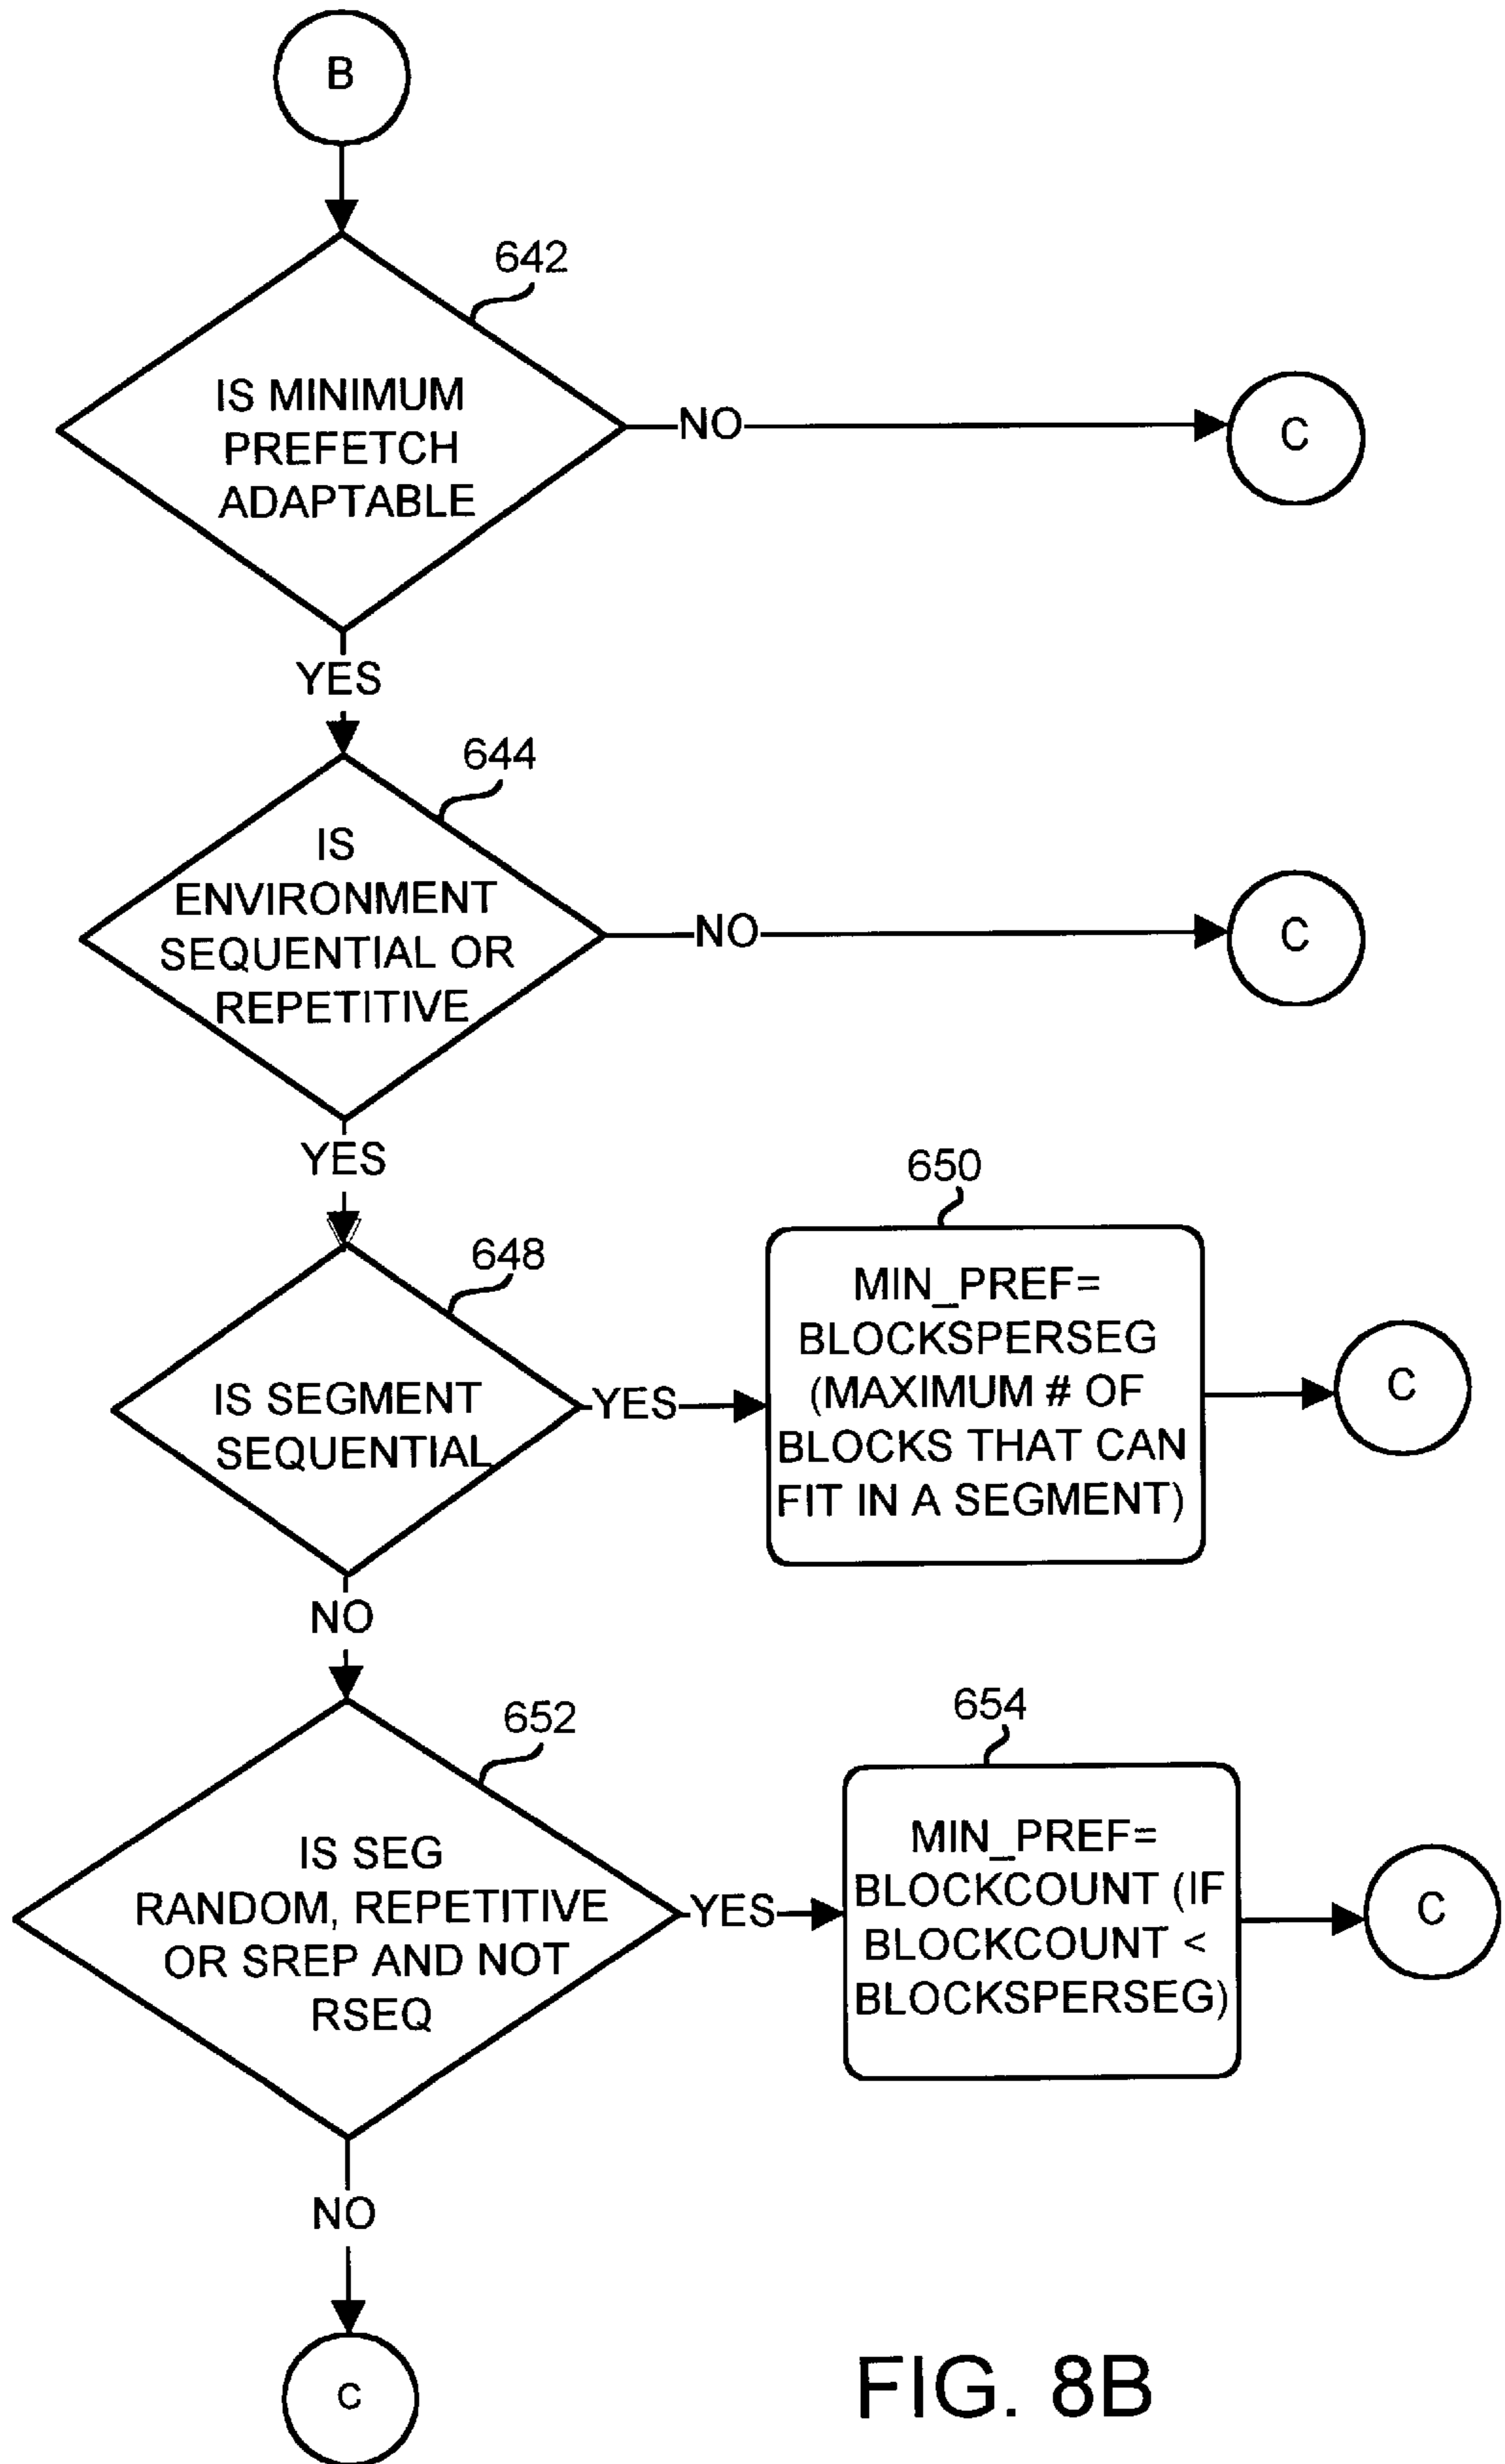 B
642
IS MINIMUM
PREFETCH
ADAPTABLE
NO
C
YES
644
IS
ENVIRONMENT
SEQUENTIAL OR
REPETITIVE
NO
C
YES
648
IS SEGMENT
SEQUENTIAL
YES
650
MIN_PREF=
BLOCKSPERSEG
(MAXIMUM # OF
BLOCKS THAT CAN
FIT IN A SEGMENT)
C
NO
652
IS SEG
RANDOM, REPETITIVE
OR SREP AND NOT
RSEQ
YES
654
MIN_PREF=
BLOCKCOUNT (IF
BLOCKCOUNT <
BLOCKSPERSEG)
C
NO
C
FIG. 8B